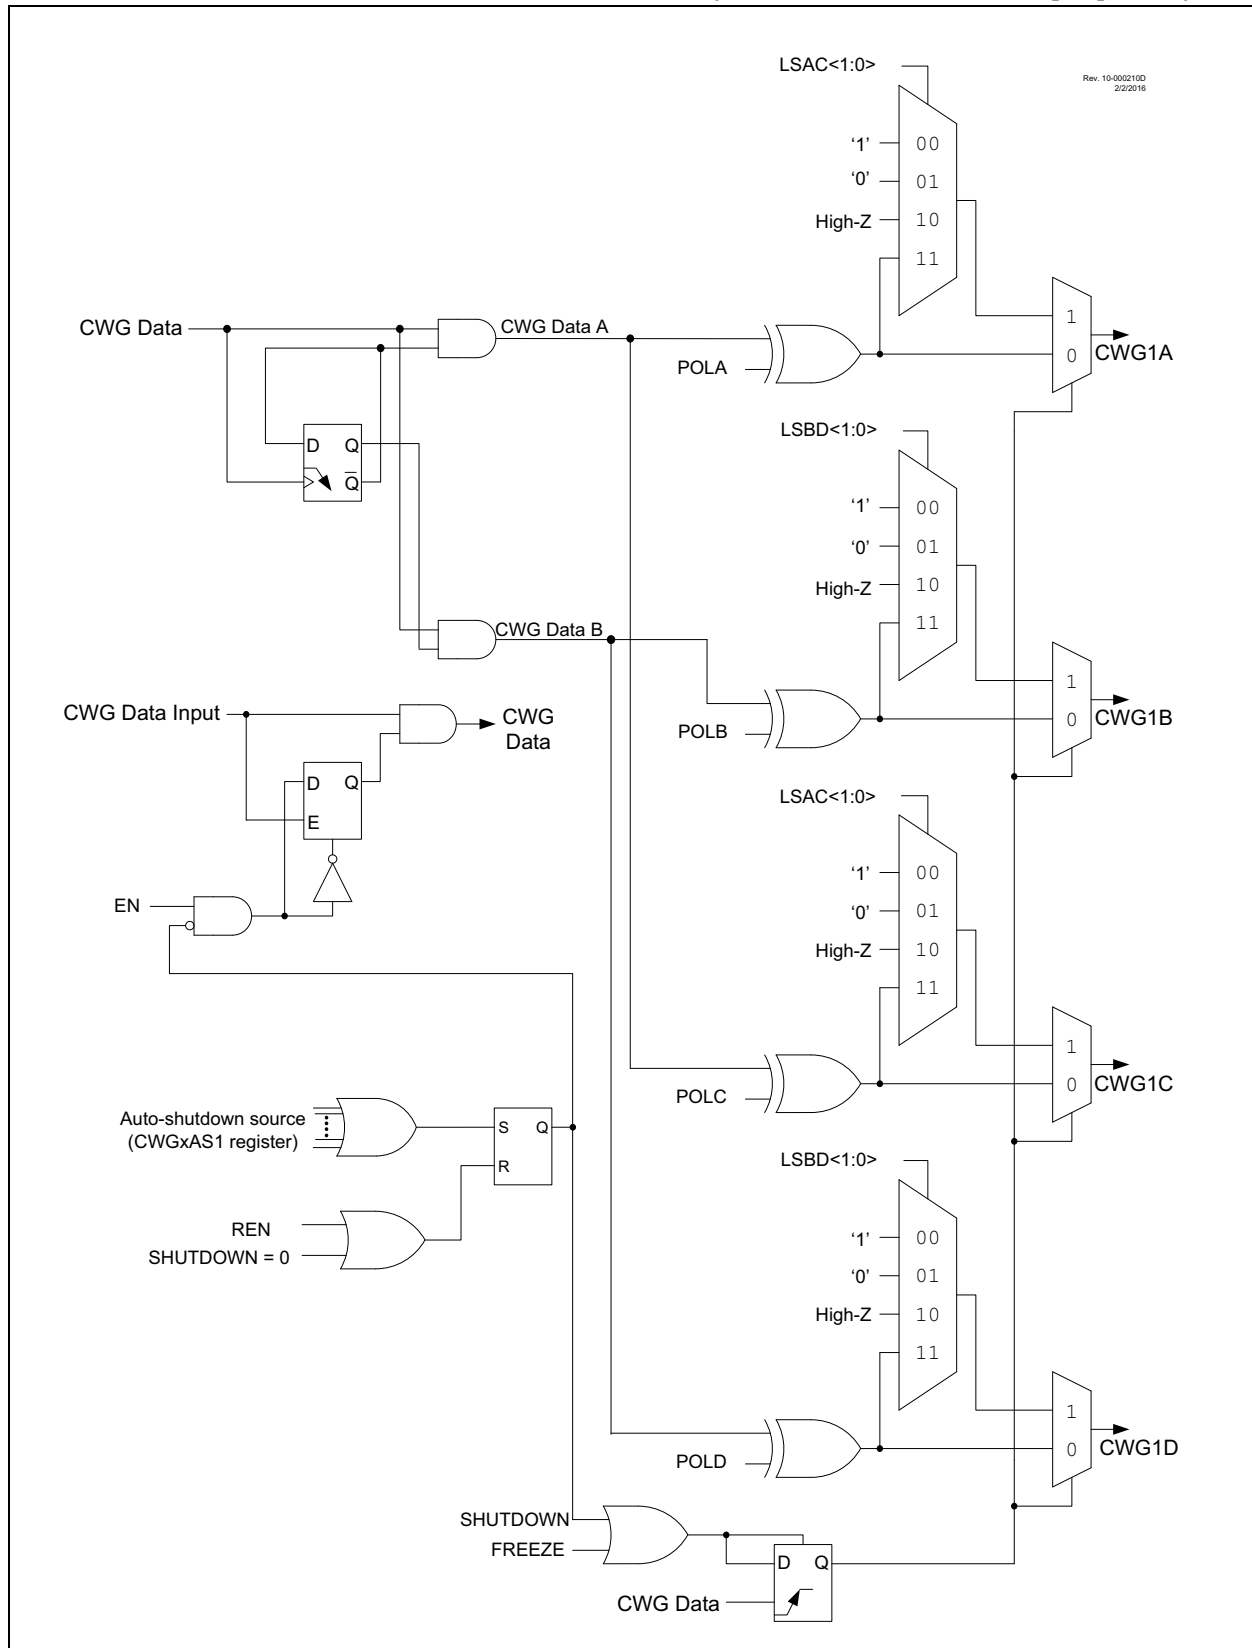 LSAC<1:0>
Rev. 10-000210D
2/2/2016
‘1’
00
‘0’
01
High-Z
10
11
CWG Data
CWG Data A
1
CWG1A
POLA
0
LSBD<1:0>
D Q
Q
‘1’
00
‘0’
01
High-Z
10
CWG Data B
11
1
CWG Data Input
CWG
Data
POLB
0
CWG1B
D Q
E
LSAC<1:0>
‘1’
00
EN
‘0’
01
High-Z
10
11
1
CWG1C
POLC
0
Auto-shutdown source
(CWGxAS1 register)
S Q
R
LSBD<1:0>
REN
SHUTDOWN = 0
‘1’
00
‘0’
01
High-Z
10
11
1
CWG1D
POLD
0
SHUTDOWN
FREEZE
D Q
CWG Data